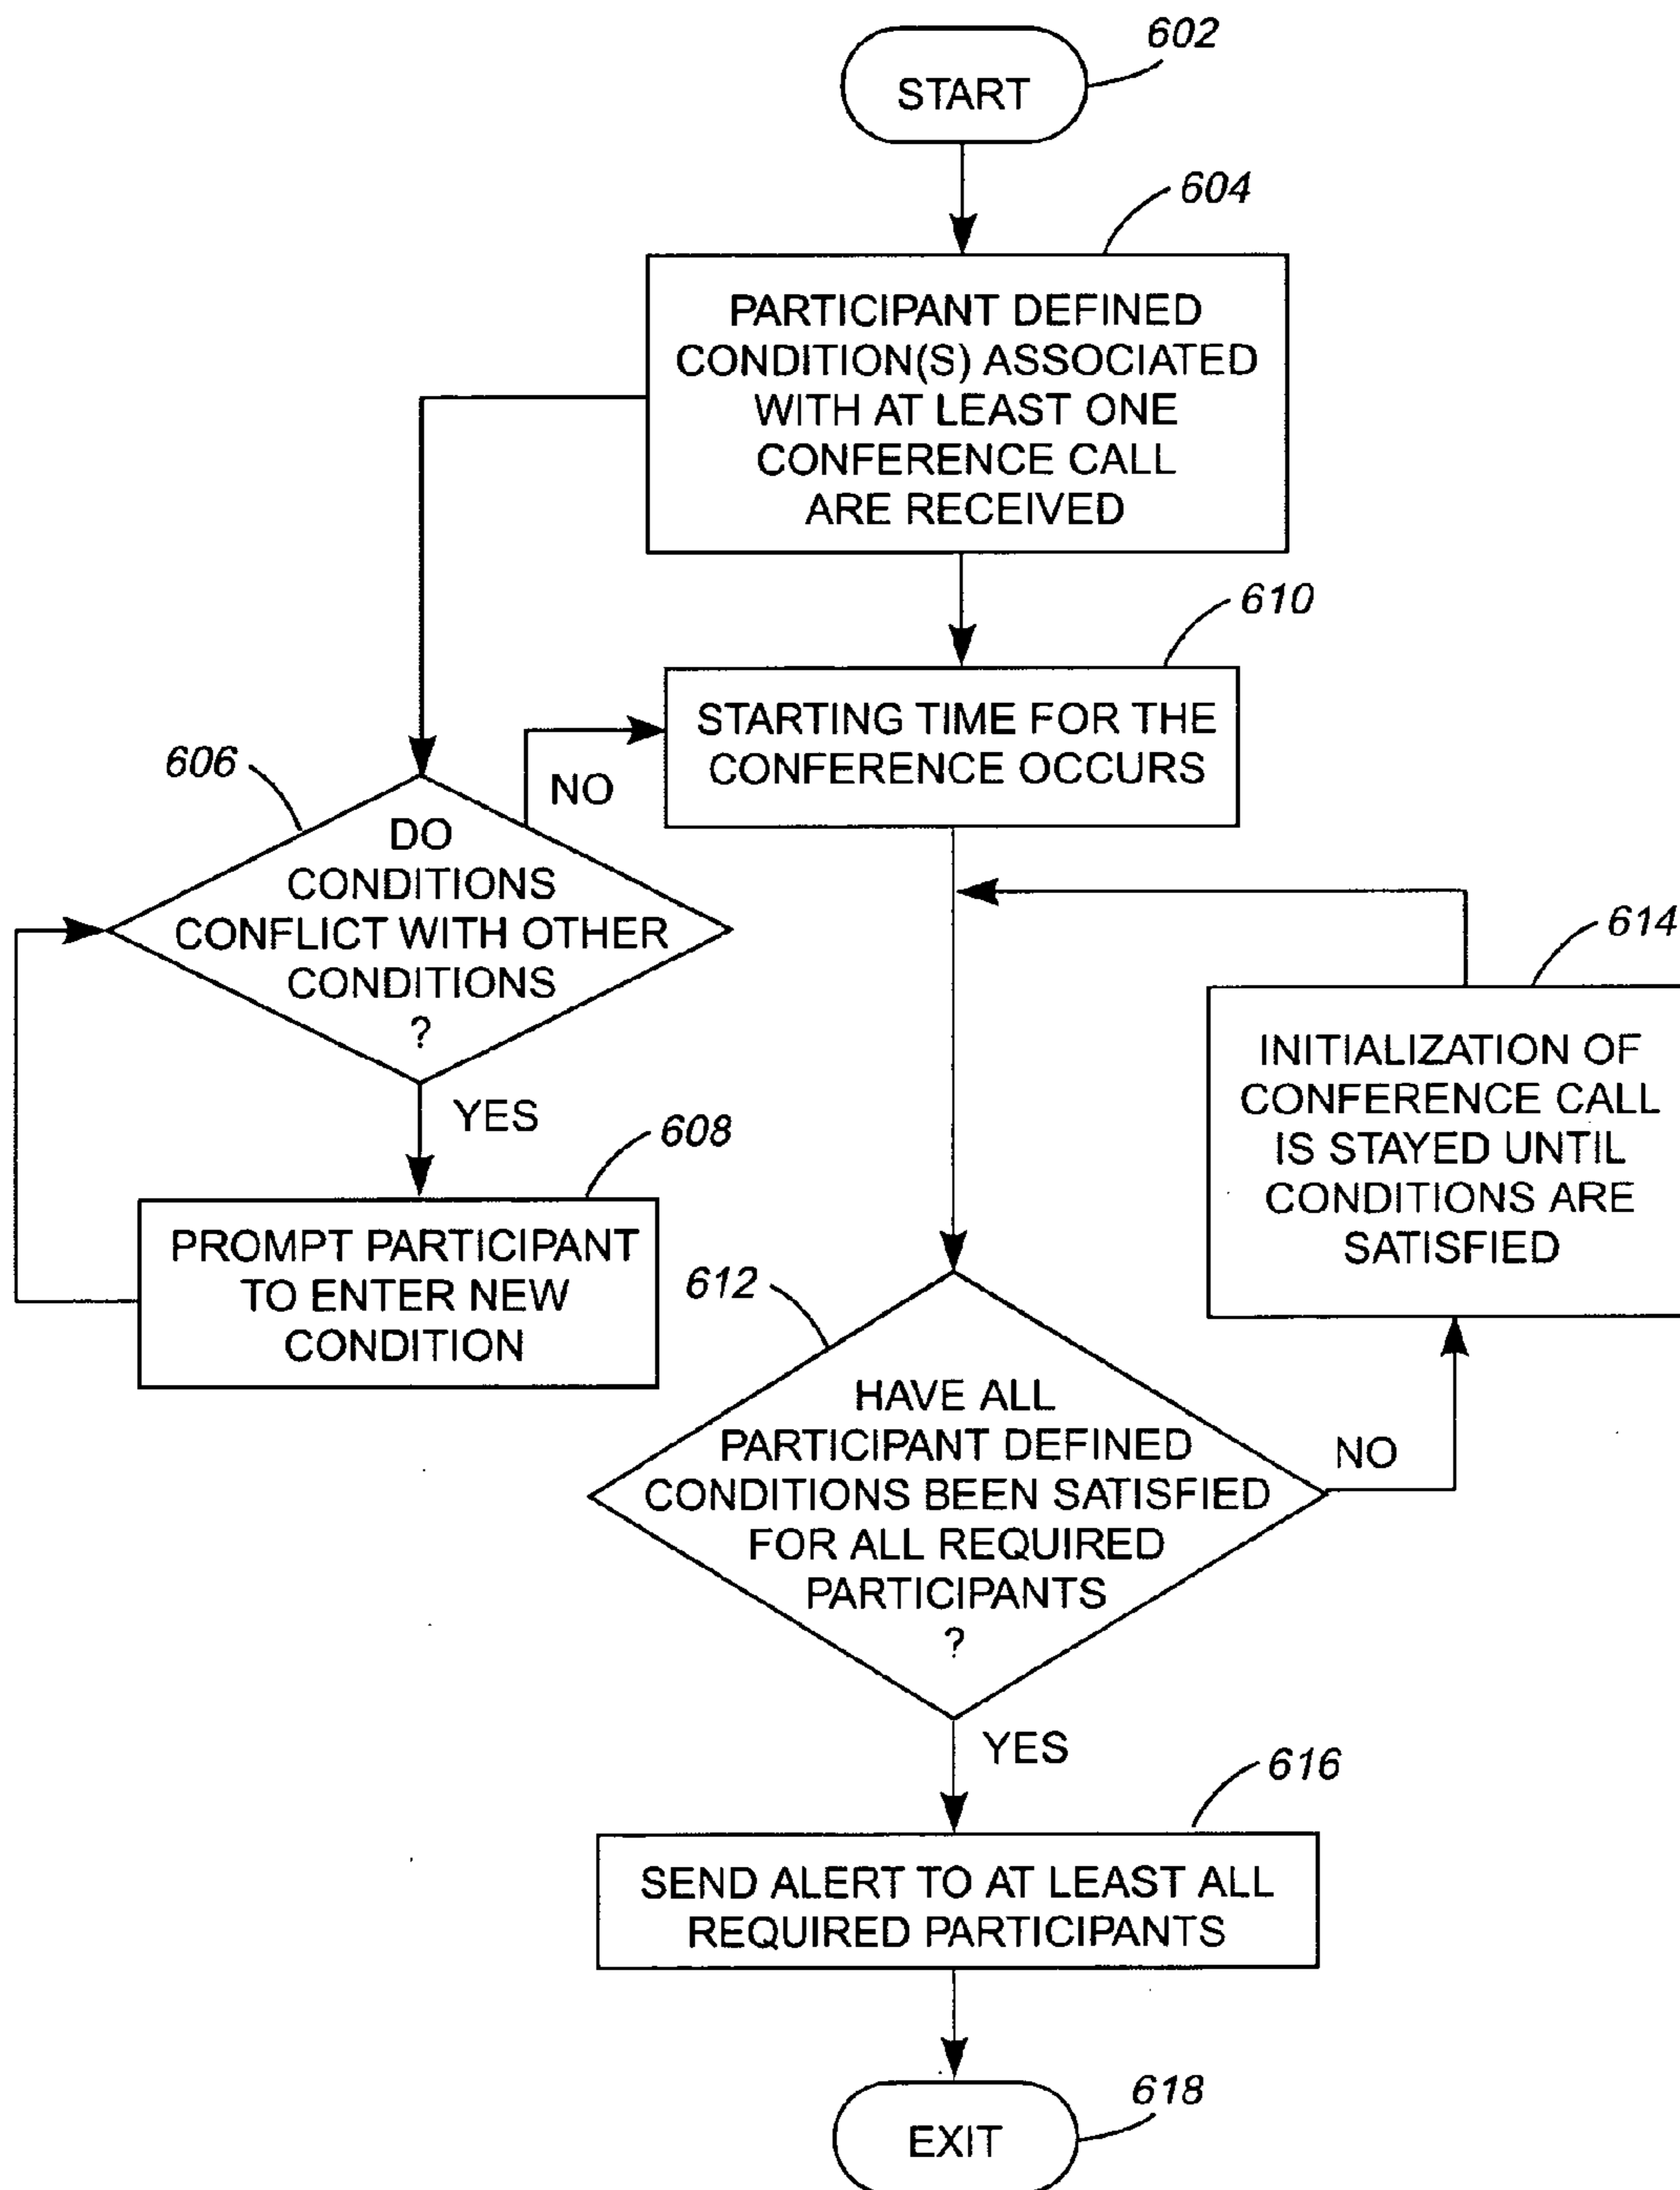 602
START
604
PARTICIPANT DEFINED
CONDITION(S) ASSOCIATED
WITH AT LEAST ONE
CONFERENCE CALL
ARE RECEIVED
610
STARTING TIME FOR THE
CONFERENCE OCCURS
606
NO
DO
CONDITIONS
CONFLICT WITH OTHER
CONDITIONS
?
YES
608
PROMPT PARTICIPANT
TO ENTER NEW
CONDITION
614
INITIALIZATION OF
CONFERENCE CALL
IS STAYED UNTIL
CONDITIONS ARE
SATISFIED
612
HAVE ALL
PARTICIPANT DEFINED
CONDITIONS BEEN SATISFIED
FOR ALL REQUIRED
PARTICIPANTS
?
NO
YES
616
SEND ALERT TO AT LEAST ALL
REQUIRED PARTICIPANTS
618
EXIT